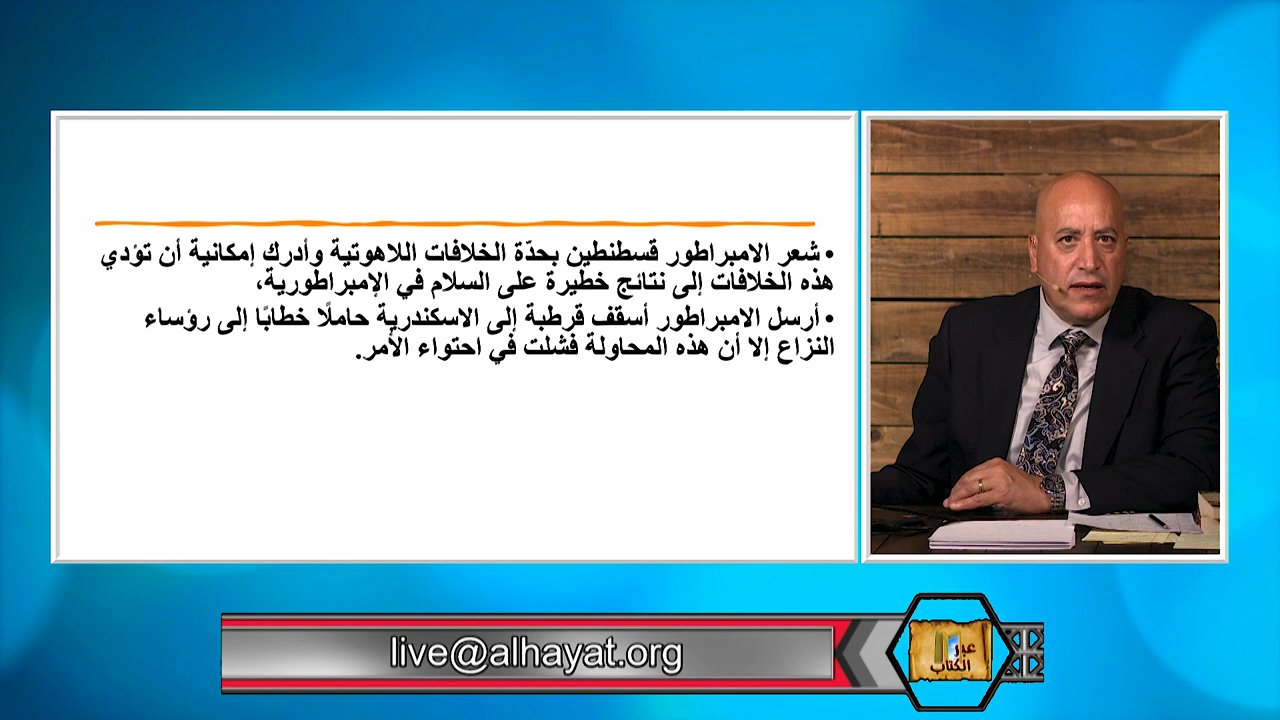 • شعر الامبراطور قسطنطين بحدّة الخلافات اللاهوتية وأدرك إمكانية أن تؤدي
هذه الخلافات إلى نتائج خطيرة على السلام في الإمبراطورية،
• أرسل الامبراطور أسقف قرطبة إلى الاسكندرية حاملًا خطابًا إلى رؤساء
النزاع إلا أن هذه المحاولة فشلت في احتواء الأمر.
live@alhayat.org
عبر
الكتاب